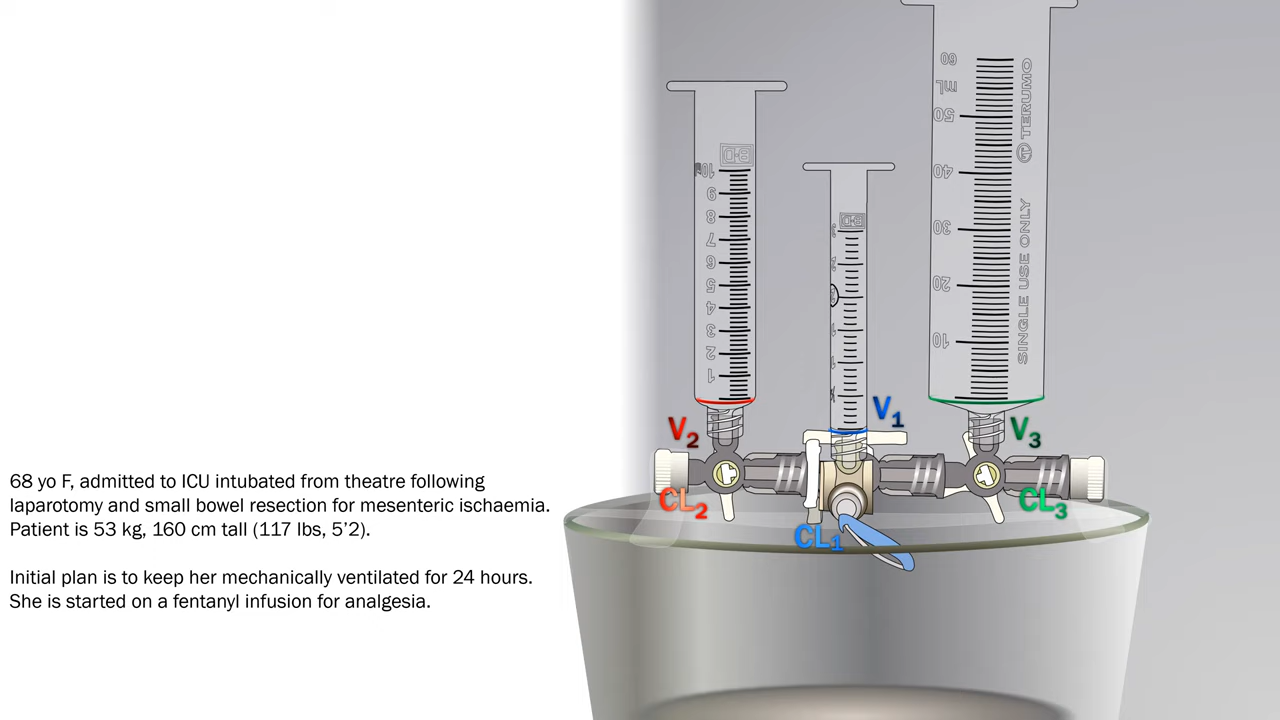 68 yo F, admitted to ICU intubated from theatre following
laparotomy and small bowel resection for mesenteric ischaemia.
Patient is 53 kg, 160 cm tall (117 lbs, 5’2).
Initial plan is to keep her mechanically ventilated for 24 hours.
She is started on a fentanyl infusion for analgesia.
B-D
10
9
8
7
6
5
4
3
2
1
V2
CL2
B-D
V1
CL1
60
mL
50
40
30
20
10
SINGLE USE ONLY TERUMO
V3
CL3